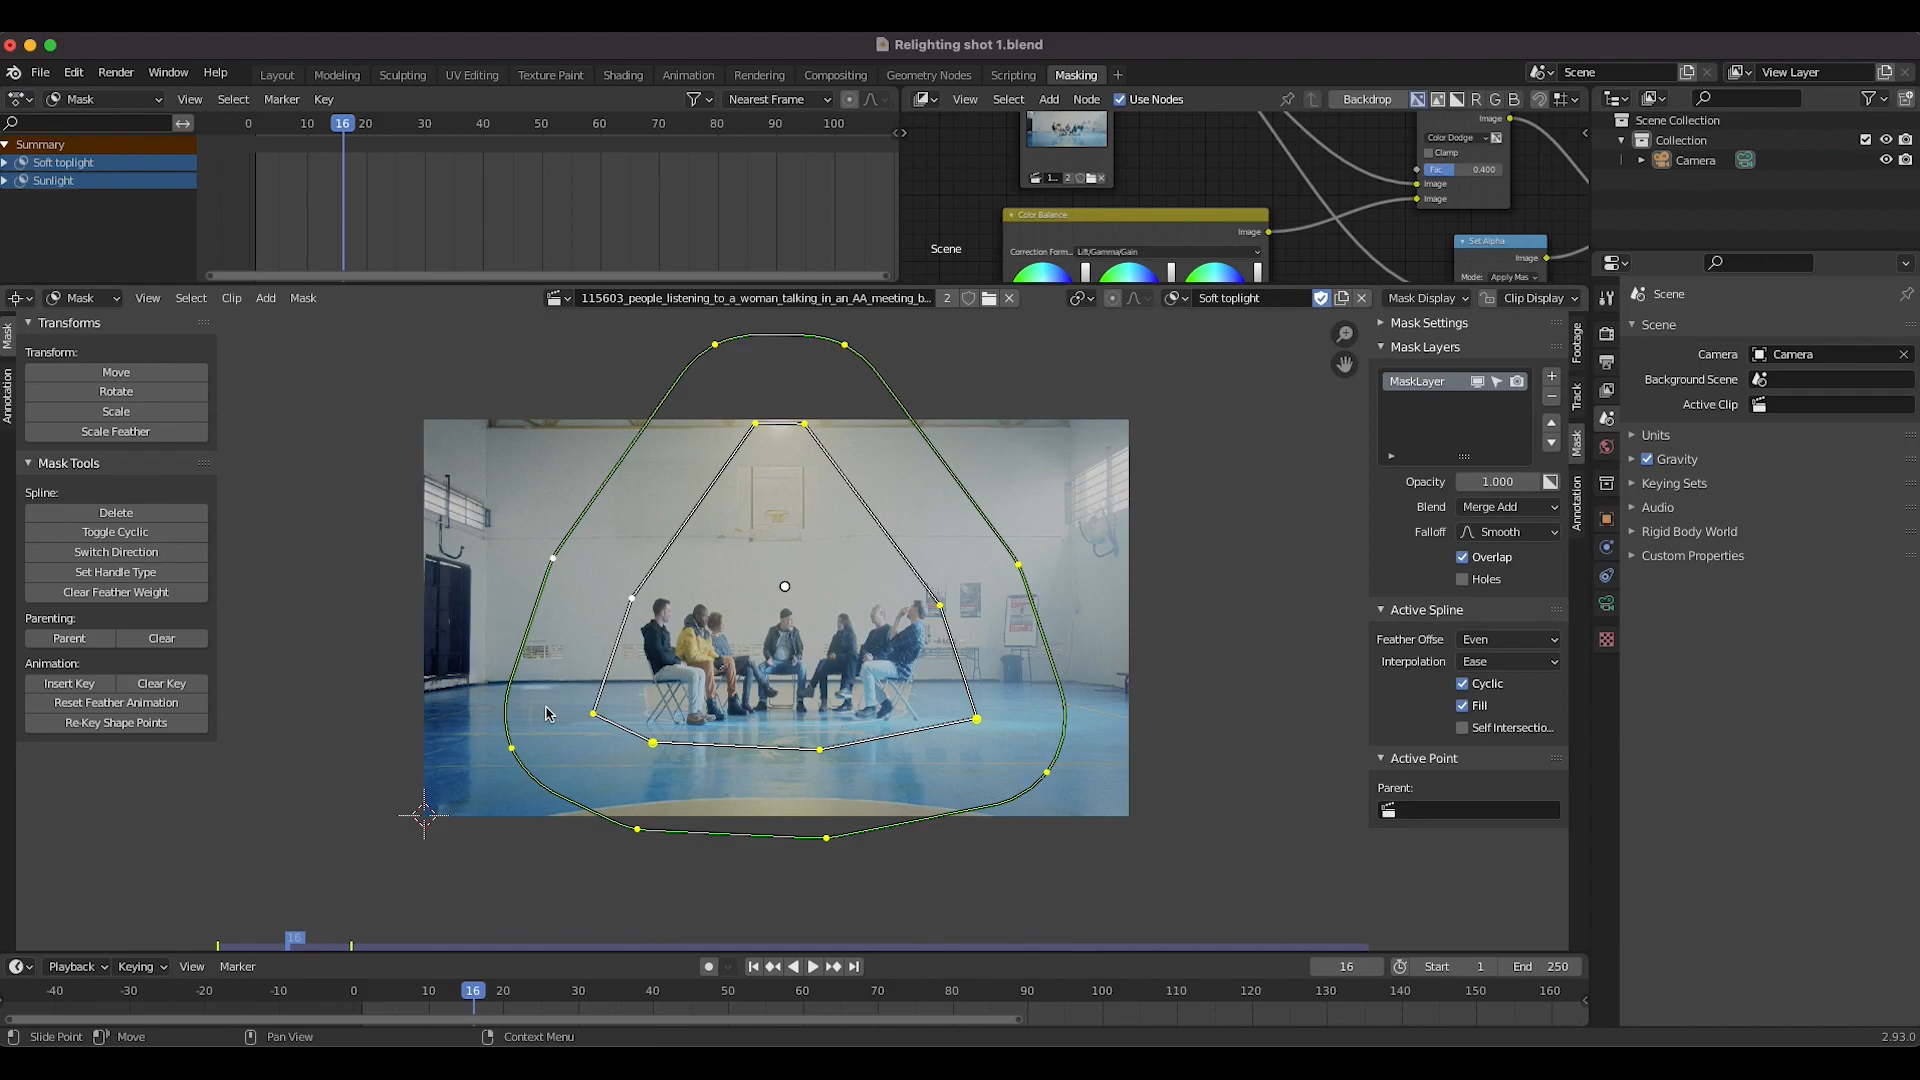 Relighting shot 1.blend
File Edit Render Window Help Layout Modeling Sculpting UV Editing Texture Paint Shading Animation Rendering Compositing Geometry Nodes Scripting Masking + Scene View Layer
Mask View Select Marker Key Nearest Frame View Select Add Node Use Nodes Backdrop R G B
0 10 16 20 30 40 50 60 70 80 90 100
Summary
Soft toplight
Sunlight
1... 2
Image
Color Dodge
Clamp
Fac 0.400
Image
Image
Color Balance
Image
Correction Form... Lift/Gamma/Gain
Scene
Set Alpha
Image
Mode: Apply Mas
Scene Collection
Collection
Camera
Mask View Select Clip Add Mask 115603_people_listening_to_a_woman_talking_in_an_AA_meeting_b... 2 Soft toplight Mask Display Clip Display
Mask
Annotation
Transforms
Transform:
Move
Rotate
Scale
Scale Feather
Mask Tools
Spline:
Delete
Toggle Cyclic
Switch Direction
Set Handle Type
Clear Feather Weight
Parenting:
Parent Clear
Animation:
Insert Key Clear Key
Reset Feather Animation
Re-Key Shape Points
Mask Settings
Mask Layers
MaskLayer
Opacity 1.000
Blend Merge Add
Falloff Smooth
Overlap
Holes
Active Spline
Feather Offse Even
Interpolation Ease
Cyclic
Fill
Self Intersectio...
Active Point
Parent:
Footage
Track
Mask
Annotation
Scene
Scene
Camera Camera
Background Scene
Active Clip
Units
Gravity
Keying Sets
Audio
Rigid Body World
Custom Properties
16
Playback Keying View Marker 16 Start 1 End 250
-40 -30 -20 -10 0 10 16 20 30 40 50 60 70 80 90 100 110 120 130 140 150 160
Slide Point Move Pan View Context Menu 2.93.0